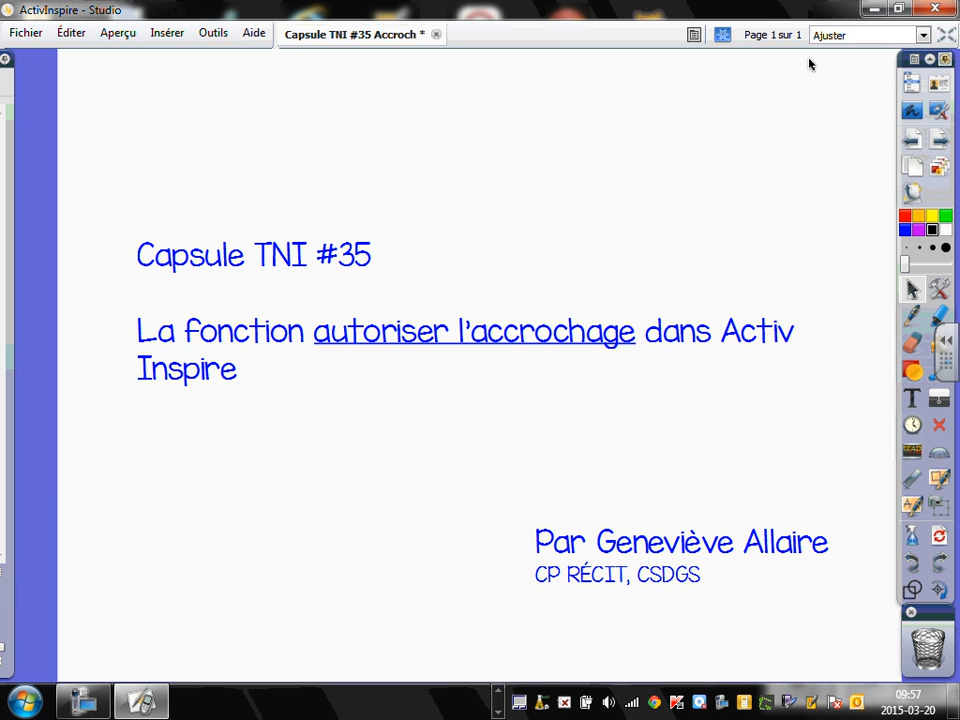 ActivInspire - Studio
Fichier Éditer Aperçu Insérer Outils Aide
Capsule TNI #35 Accroch *
Page 1 sur 1
Ajuster
Capsule TNI #35
La fonction autoriser l'accrochage dans Activ
Inspire
Par Geneviève Allaire
CP RÉCIT, CSDGS
09:57
2015-03-20